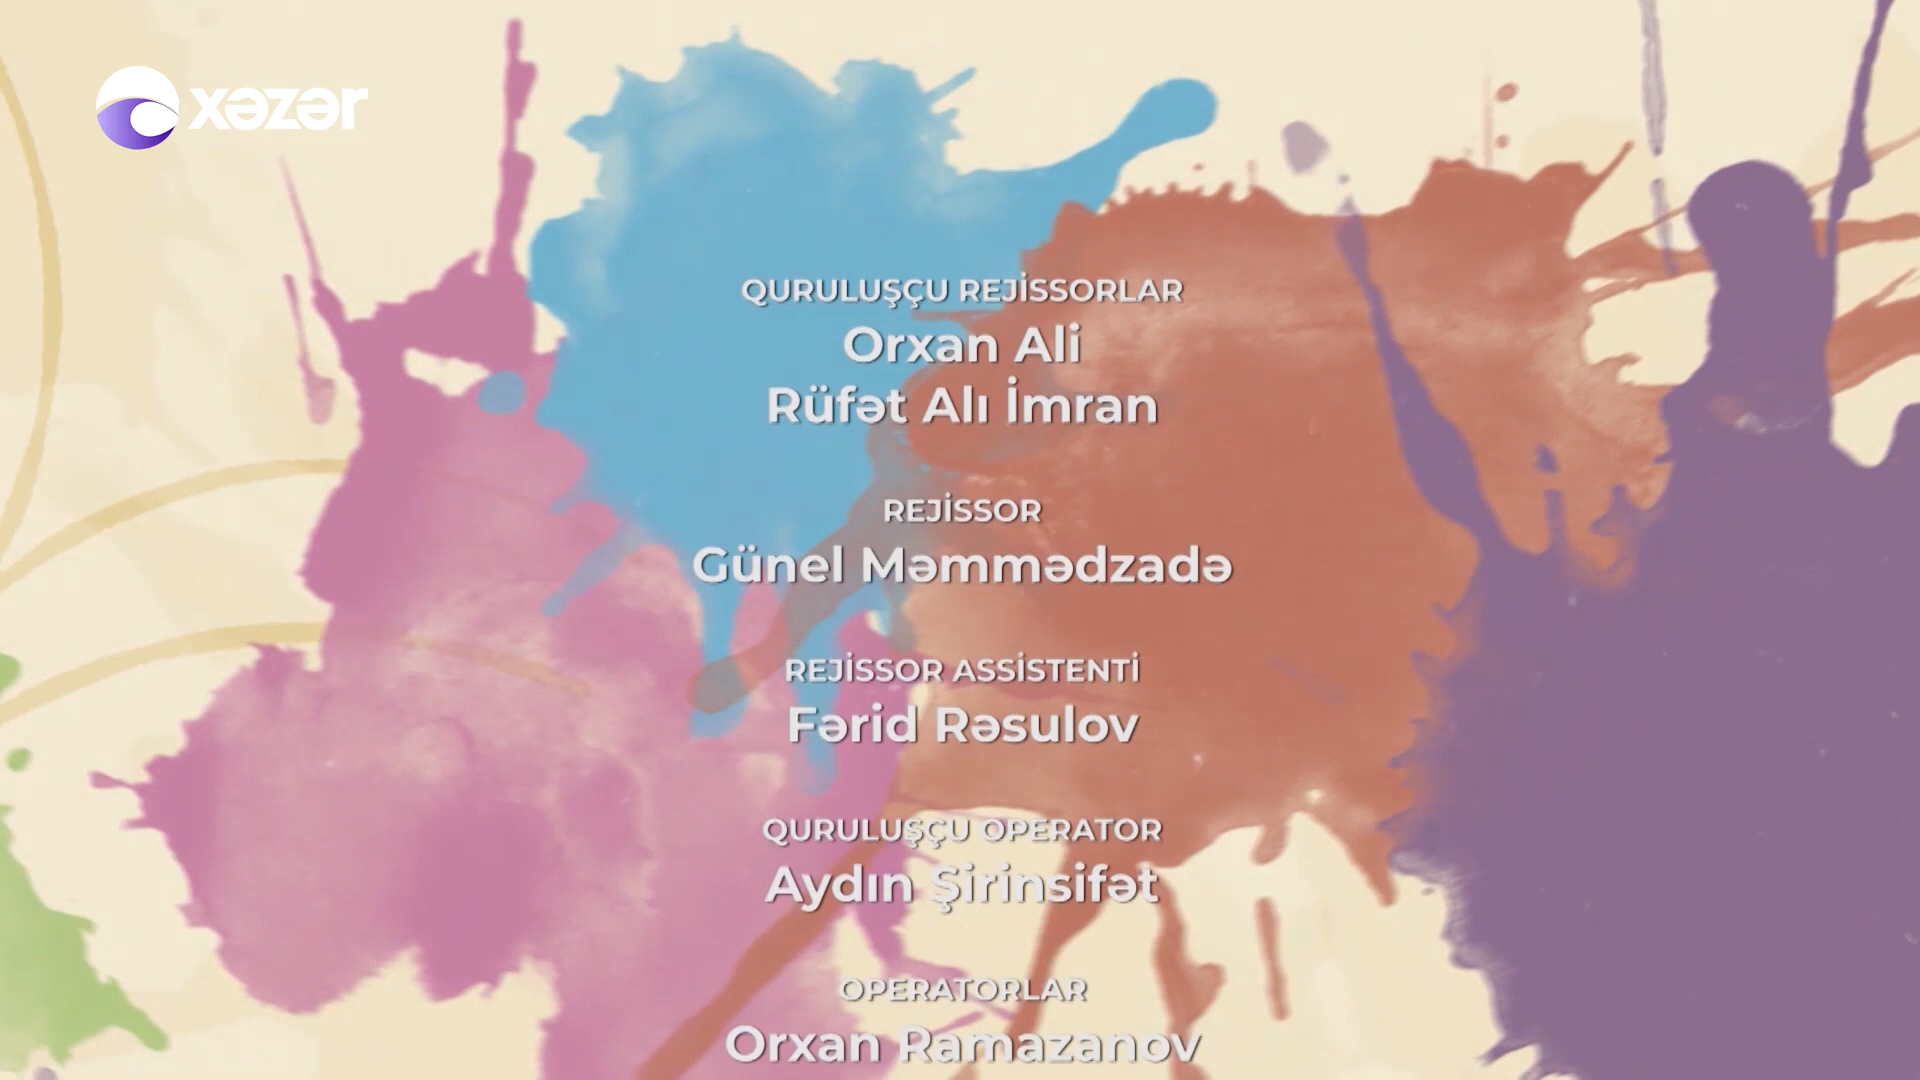 xəzər
QURULUŞÇU REJİSSORLAR
Orxan Ali
Rüfət Alı İmran
REJİSSOR
Günel Məmmədzadə
REJİSSOR ASSİSTENTİ
Fərid Rəsulov
QURULUŞÇU OPERATOR
Aydın Şirinsifət
OPERATORLAR
Orxan Ramazanov